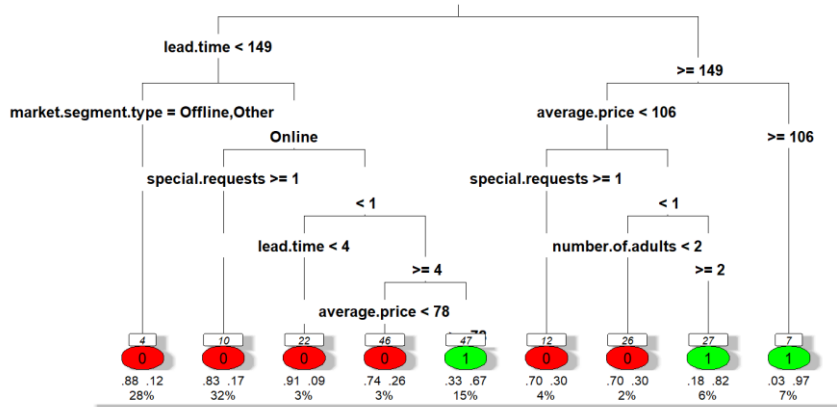 lead.time < 149
>= 149
market.segment.type = Offline,Other
average.price < 106
Online
>= 106
special.requests >= 1
special.requests >= 1
< 1
< 1
lead.time < 4
number.of.adults < 2
>= 4
>= 2
average.price < 78
4 10 22 46 47 12 26 27 7
0 0 0 0 1 0 0 1 1
.88 .12 .83 .17 .91 .09 .74 .26 .33 .67 .70 .30 .70 .30 .18 .82 .03 .97
28% 32% 3% 3% 15% 4% 2% 6% 7%